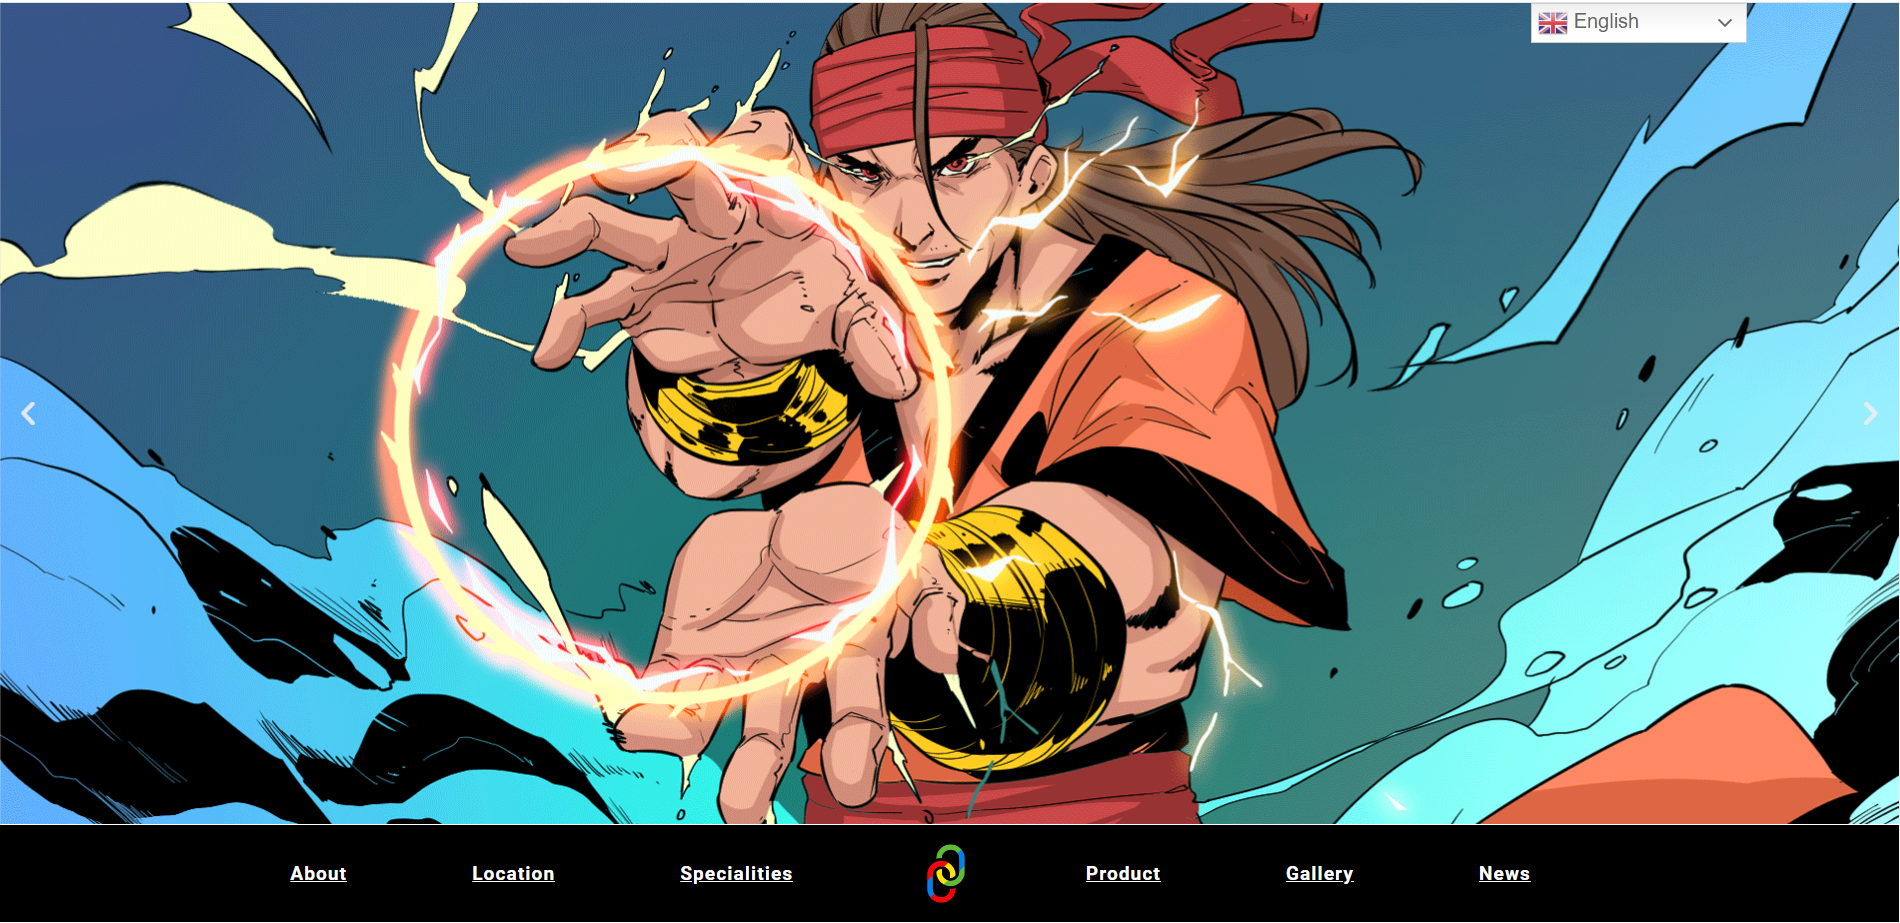 English
About
Location
Specialities
Product
Gallery
News